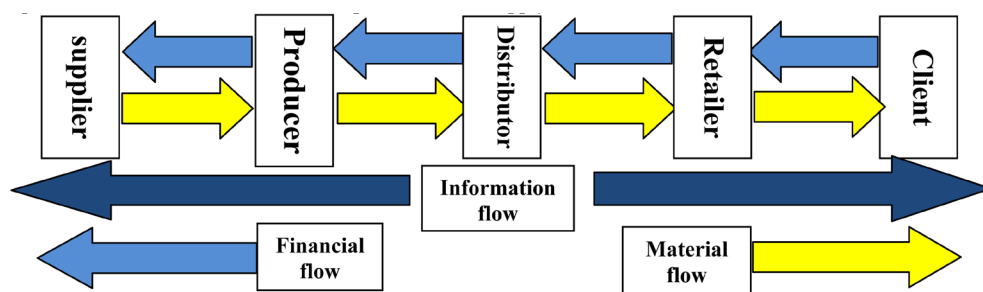 supplier
Producer
Distributor
Retailer
Client
Information
flow
Financial
flow
Material
flow